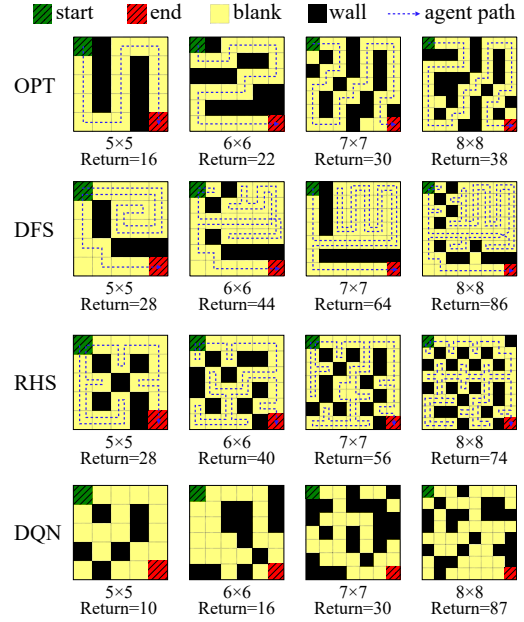 start end blank wall agent path
OPT
5×5 6×6 7×7 8×8
Return=16 Return=22 Return=30 Return=38
DFS
5×5 6×6 7×7 8×8
Return=28 Return=44 Return=64 Return=86
RHS
5×5 6×6 7×7 8×8
Return=28 Return=40 Return=56 Return=74
DQN
5×5 6×6 7×7 8×8
Return=10 Return=16 Return=30 Return=87